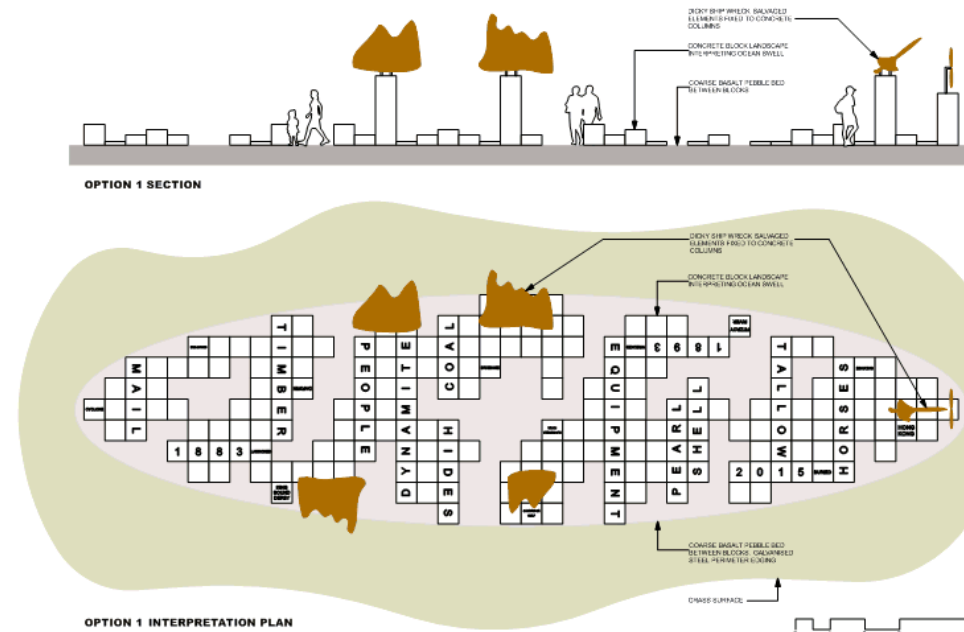 DICKY SHIP WRECK SALVAGED
ELEMENTS FIXED TO CONCRETE
COLUMNS
CONCRETE BLOCK LANDSCAPE
INTERPRETING OCEAN SWELL
COARSE BASALT PEBBLE BED
BETWEEN BLOCKS
OPTION 1 SECTION
DICKY SHIP WRECK SALVAGED
ELEMENTS FIXED TO CONCRETE
COLUMNS
CONCRETE BLOCK LANDSCAPE
INTERPRETING OCEAN SWELL
MAIL
TIMBER
PEOPLE
DYNAMITE
COAL
HIDES
EQUIPMENT
PEARL
SHELL
TALLOW
HORSES
1893
1883
2015
BURIED
HONG
KONG
COARSE BASALT PEBBLE BED
BETWEEN BLOCKS. GALVANISED
STEEL PERIMETER EDGING
GRASS SURFACE
OPTION 1 INTERPRETATION PLAN